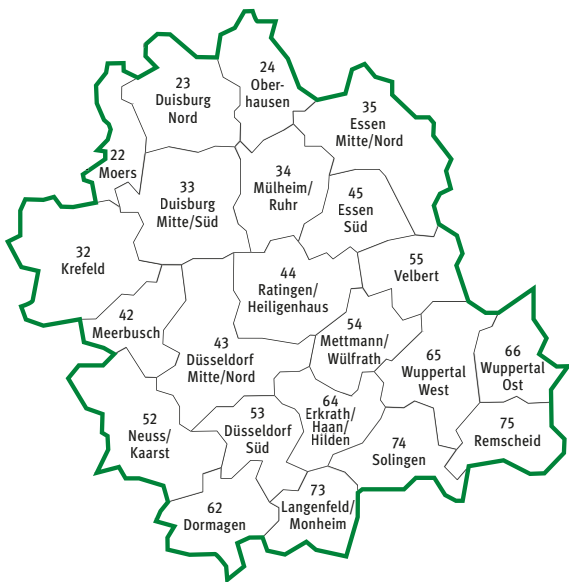 23
Duisburg
Nord
24
Ober-
hausen
35
Essen
Mitte/Nord
22
Moers
33
Duisburg
Mitte/Süd
34
Mülheim/
Ruhr
45
Essen
Süd
32
Krefeld
44
Ratingen/
Heiligenhaus
55
Velbert
42
Meerbusch
43
Düsseldorf
Mitte/Nord
54
Mettmann/
Wülfrath
65
Wuppertal
West
66
Wuppertal
Ost
52
Neuss/
Kaarst
53
Düsseldorf
Süd
64
Erkrath/
Haan/
Hilden
74
Solingen
75
Remscheid
62
Dormagen
73
Langenfeld/
Monheim